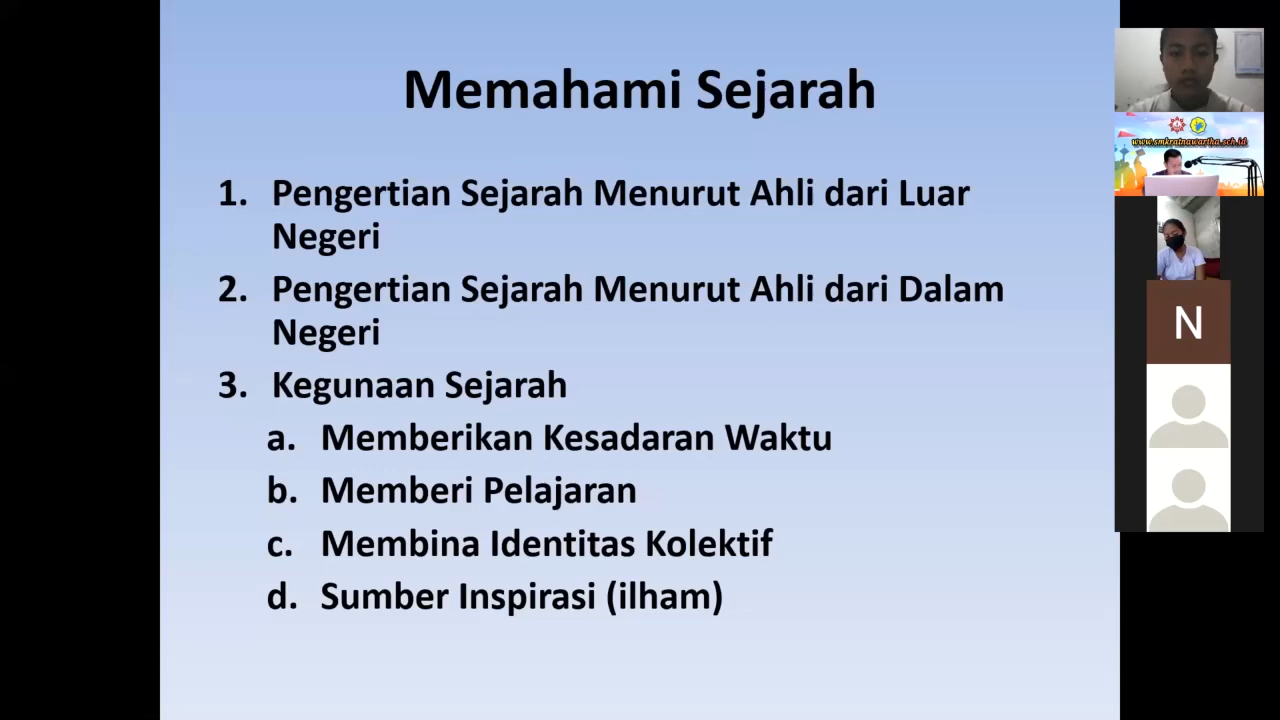 Memahami Sejarah
1. Pengertian Sejarah Menurut Ahli dari Luar
Negeri
2. Pengertian Sejarah Menurut Ahli dari Dalam
Negeri
3. Kegunaan Sejarah
a. Memberikan Kesadaran Waktu
b. Memberi Pelajaran
c. Membina Identitas Kolektif
d. Sumber Inspirasi (ilham)
www.smkratnawartha.sch.id
N